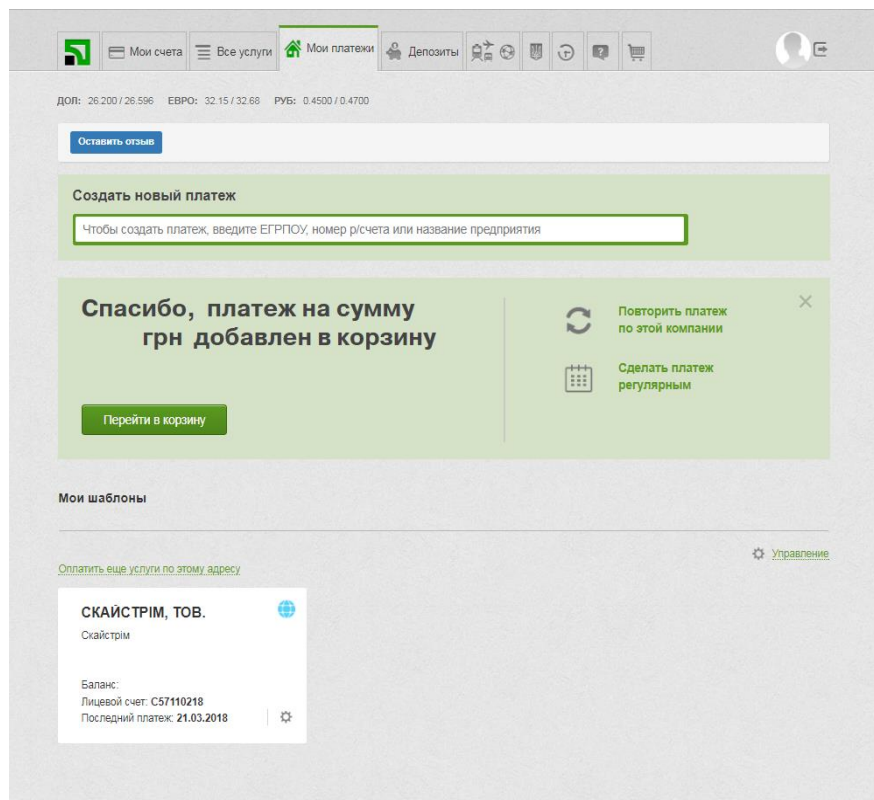 Мои счета Все услуги Мои платежи Депозиты
ДОЛ: 26.200 / 26.596 ЕВРО: 32.15 / 32.68 РУБ: 0.4500 / 0.4700
Оставить отзыв
Создать новый платеж
Чтобы создать платеж, введите ЕГРПОУ, номер р/счета или название предприятия
Спасибо, платеж на сумму
грн добавлен в корзину
Перейти в корзину
Повторить платеж
по этой компании
Сделать платеж
регулярным
Мои шаблоны
Управление
Оплатить еще услуги по этому адресу
СКАЙСТРІМ, ТОВ.
Скайстрім
Баланс:
Лицевой счет: C57110218
Последний платеж: 21.03.2018